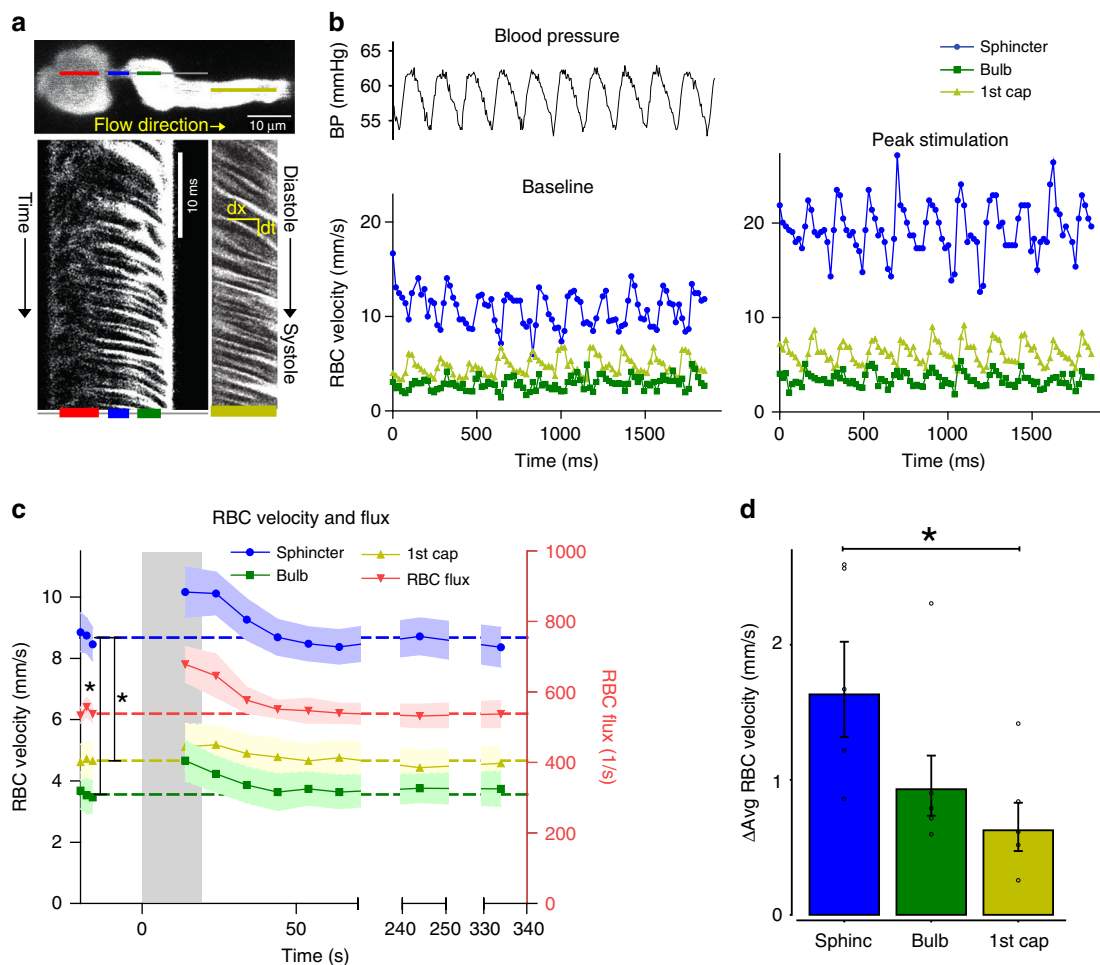 a
Flow direction→
10 µm
Time
10 ms
dx
dt
Diastole
Systole
b
Blood pressure
BP (mmHg)
65
60
55
Sphincter
Bulb
1st cap
Baseline
RBC velocity (mm/s)
20
10
0
0 500 1000 1500
Time (ms)
Peak stimulation
20
10
0
0 500 1000 1500
Time (ms)
c
RBC velocity and flux
Sphincter
Bulb
1st cap
RBC flux
RBC velocity (mm/s)
10
8
6
4
2
0
* *
RBC flux (1/s)
1000
800
600
400
200
0
0 50 240 250 330 340
Time (s)
d
*
ΔAvg RBC velocity (mm/s)
2
1
0
Sphinc Bulb 1st cap